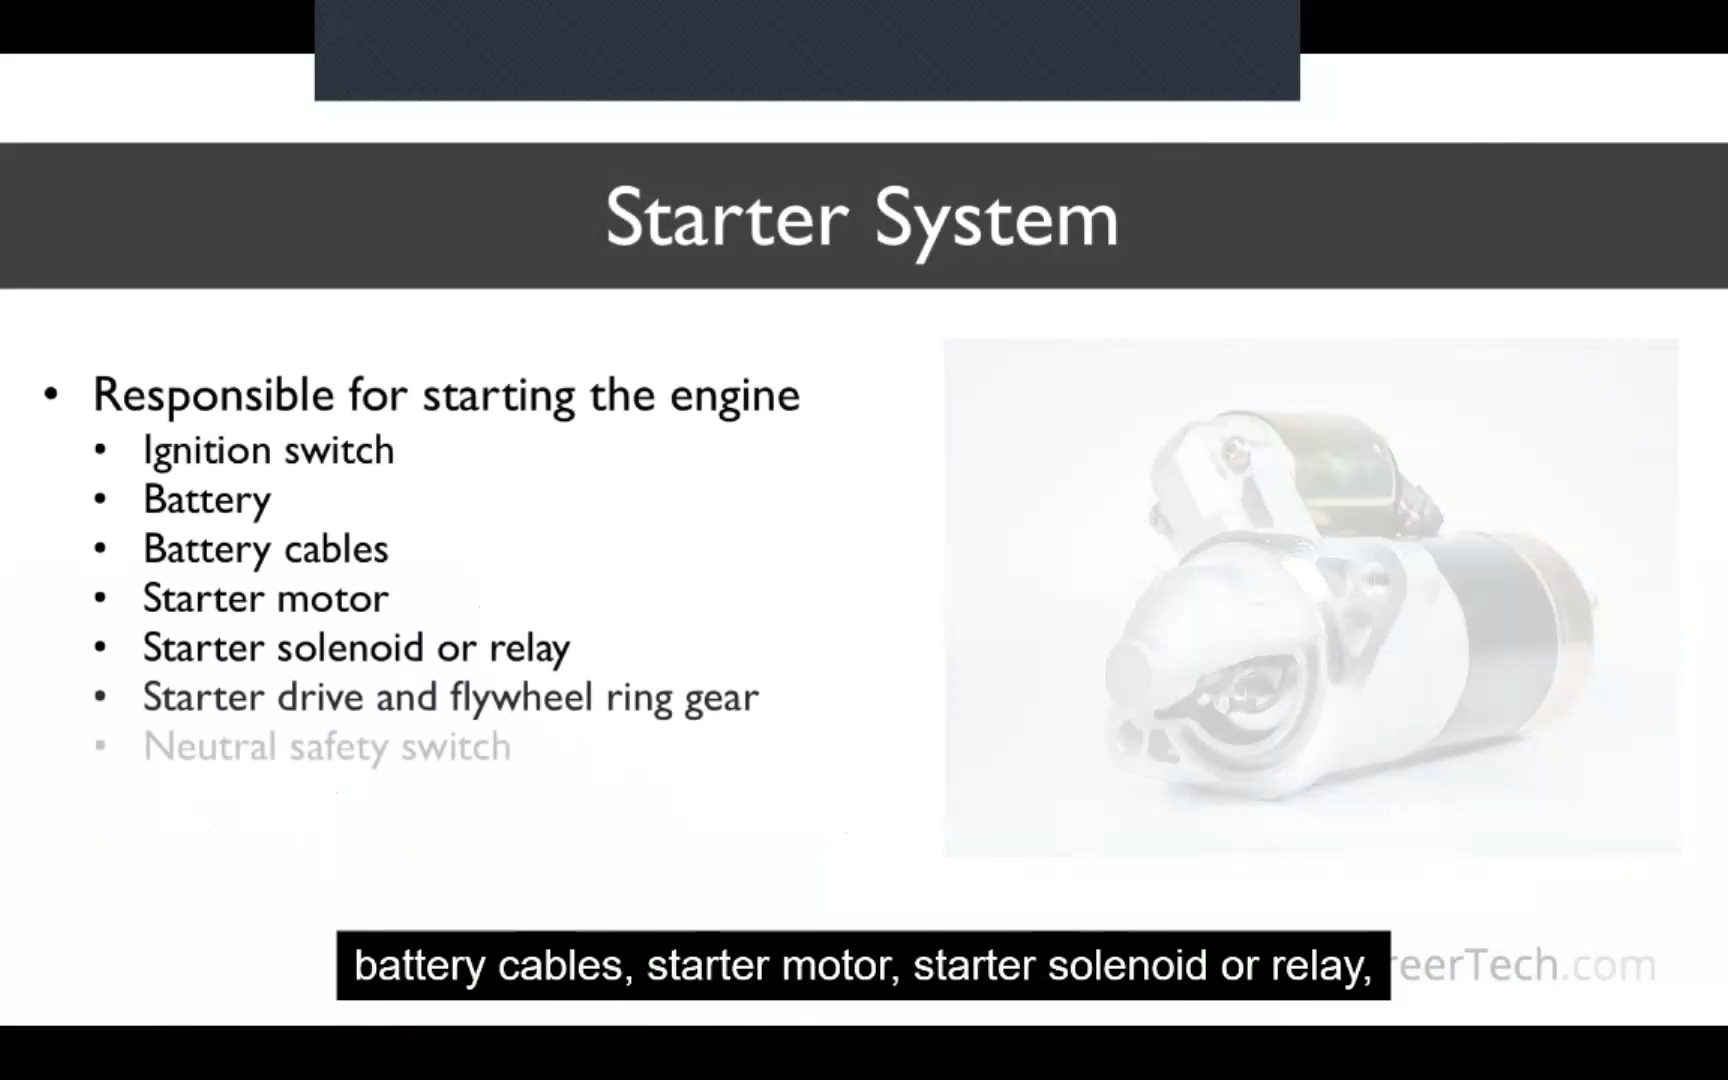 Starter System
• Responsible for starting the engine
• Ignition switch
• Battery
• Battery cables
• Starter motor
• Starter solenoid or relay
• Starter drive and flywheel ring gear
• Neutral safety switch
battery cables, starter motor, starter solenoid or relay,
reerTech.com